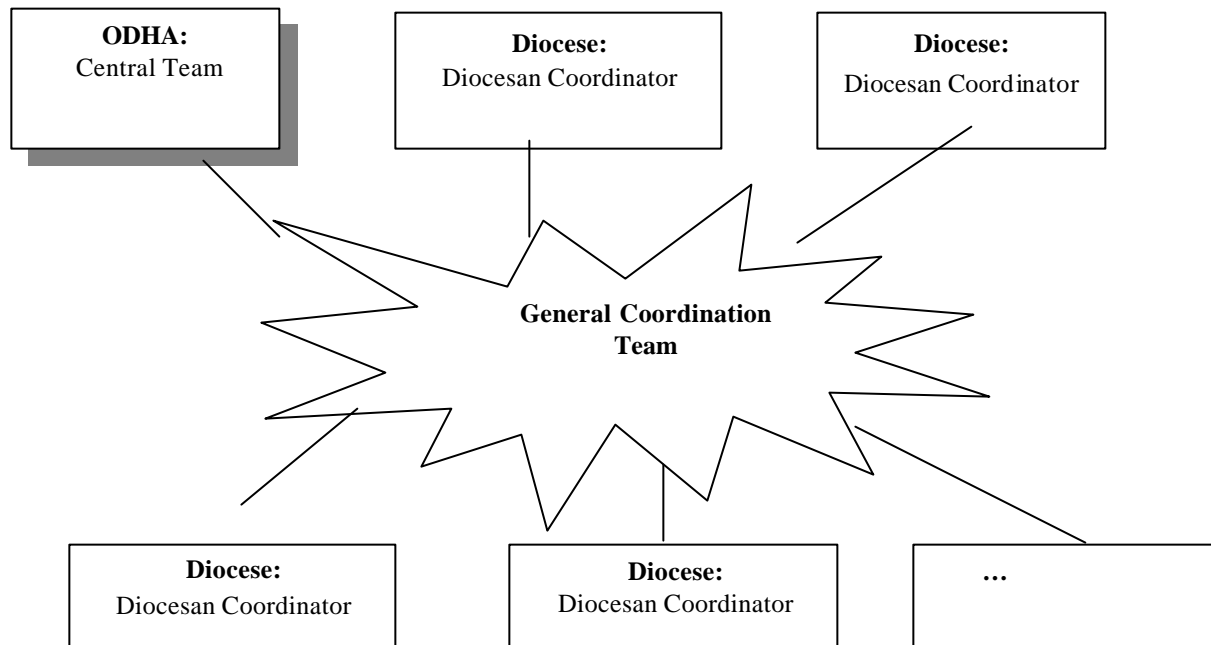 ODHA:
Central Team
Diocese:
Diocesan Coordinator
Diocese:
Diocesan Coordinator
General Coordination
Team
Diocese:
Diocesan Coordinator
Diocese:
Diocesan Coordinator
...